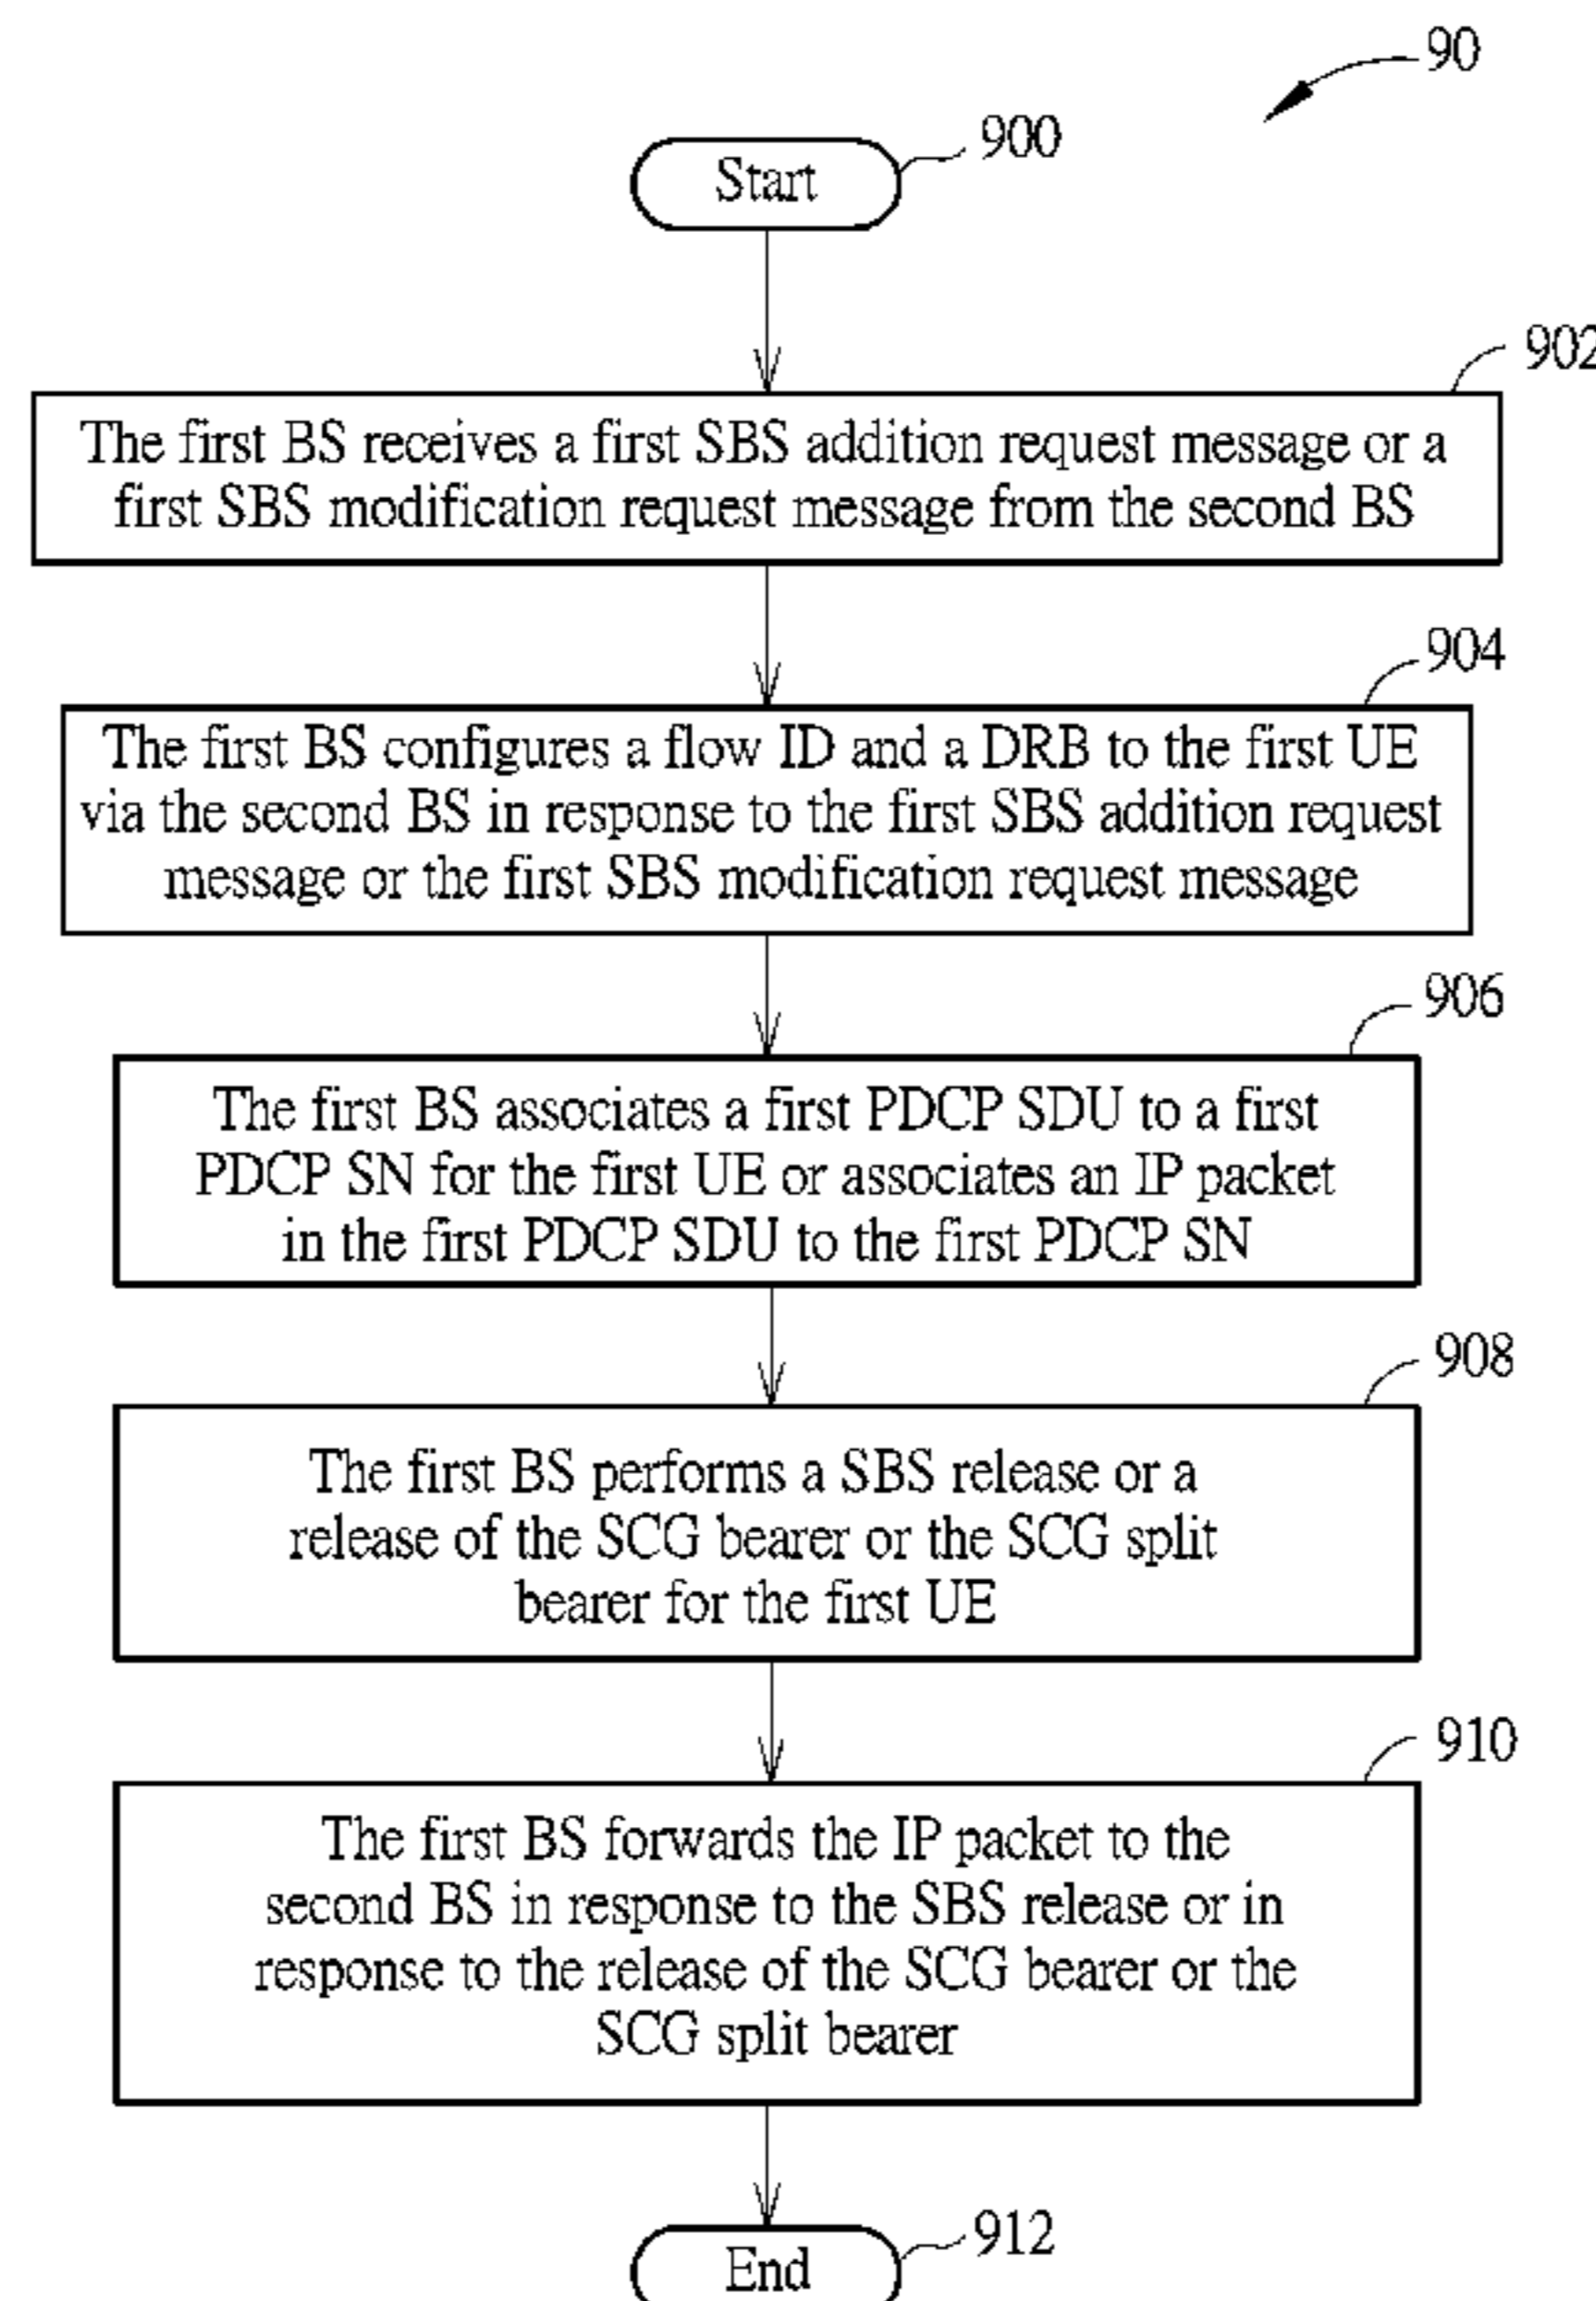 90
Start
900
902
The first BS receives a first SBS addition request message or a
first SBS modification request message from the second BS
904
The first BS configures a flow ID and a DRB to the first UE
via the second BS in response to the first SBS addition request
message or the first SBS modification request message
906
The first BS associates a first PDCP SDU to a first
PDCP SN for the first UE or associates an IP packet
in the first PDCP SDU to the first PDCP SN
908
The first BS performs a SBS release or a
release of the SCG bearer or the SCG split
bearer for the first UE
910
The first BS forwards the IP packet to the
second BS in response to the SBS release or in
response to the release of the SCG bearer or the
SCG split bearer
End
912